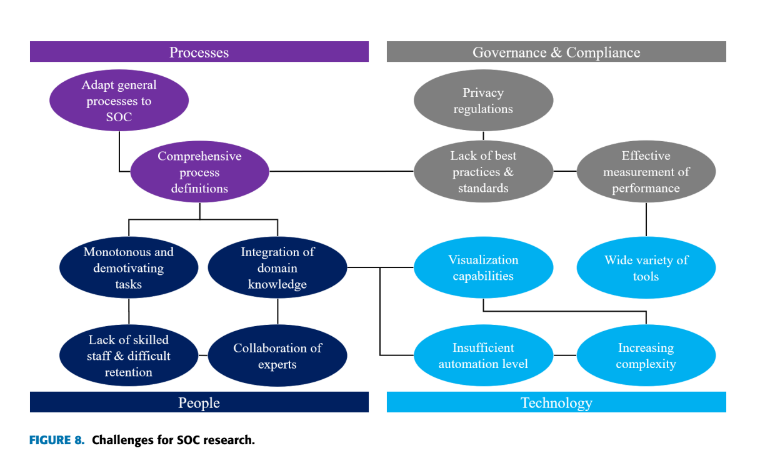 Processes
Governance & Compliance
Adapt general
processes to
SOC
Privacy
regulations
Comprehensive
process
definitions
Lack of best
practices &
standards
Effective
measurement of
performance
Monotonous and
demotivating
tasks
Integration of
domain
knowledge
Visualization
capabilities
Wide variety of
tools
Lack of skilled
staff & difficult
retention
Collaboration of
experts
Insufficient
automation level
Increasing
complexity
People
Technology
FIGURE 8. Challenges for SOC research.